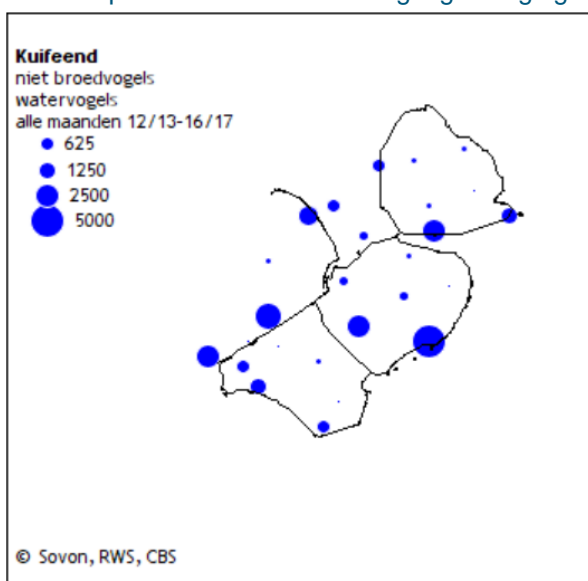 Kuifeend
niet broedvogels
watervogels
alle maanden 12/13-16/17
625
1250
2500
5000
© Sovon, RWS, CBS